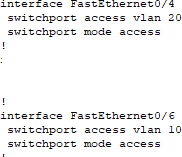 interface FastEthernet0/4
 switchport access vlan 20
 switchport mode access
!
:
!
interface FastEthernet0/6
 switchport access vlan 10
 switchport mode access
!